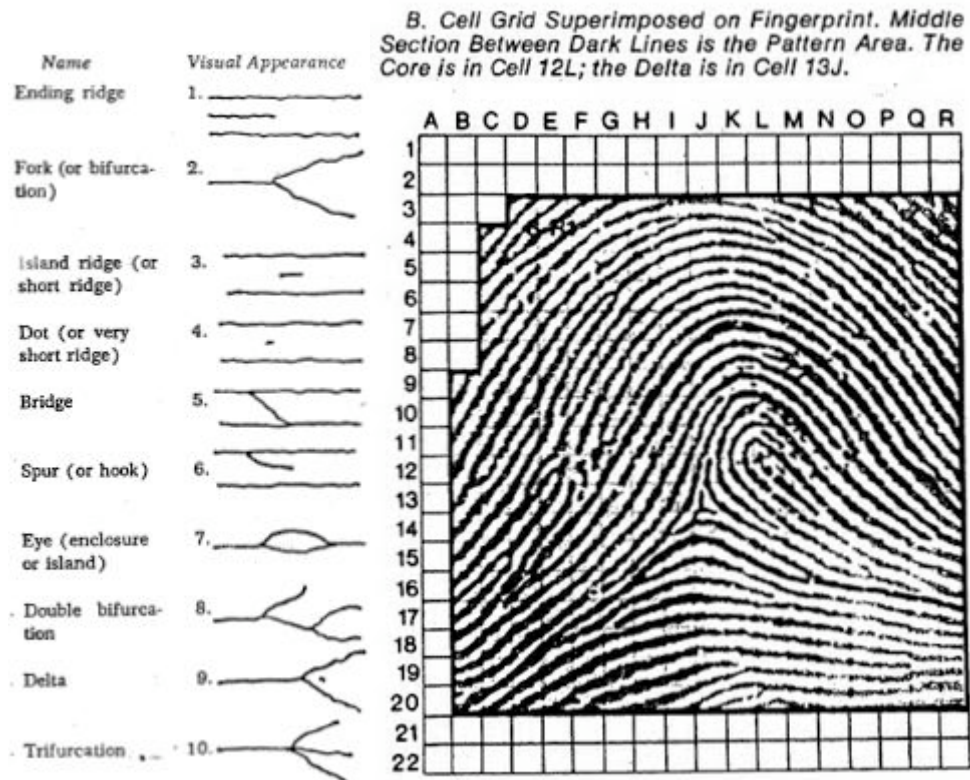 B. Cell Grid Superimposed on Fingerprint. Middle
Section Between Dark Lines is the Pattern Area. The
Core is in Cell 12L; the Delta is in Cell 13J.
Name Visual Appearance
Ending ridge 1.
Fork (or bifurca-
tion) 2.
Island ridge (or
short ridge) 3.
Dot (or very
short ridge) 4.
Bridge 5.
Spur (or hook) 6.
Eye (enclosure
or island) 7.
Double bifurca-
tion 8.
Delta 9.
Trifurcation 10.
A B C D E F G H I J K L M N O P Q R
1
2
3
4
5
6
7
8
9
10
11
12
13
14
15
16
17
18
19
20
21
22